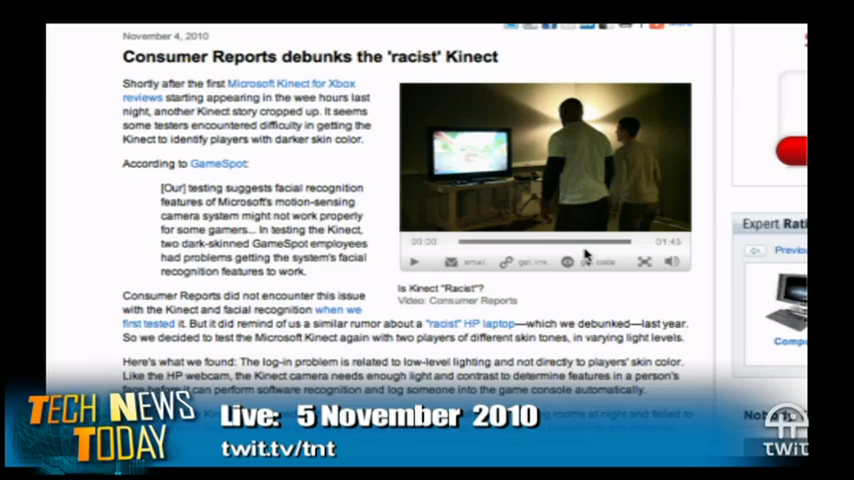 November 4, 2010
Consumer Reports debunks the 'racist' Kinect
Shortly after the first Microsoft Kinect for Xbox
reviews starting appearing in the wee hours last
night, another Kinect story cropped up. It seems
some testers encountered difficulty in getting the
Kinect to identify players with darker skin color.
According to GameSpot:
[Our] testing suggests facial recognition
features of Microsoft's motion-sensing
camera system might not work properly
for some gamers... In testing the Kinect,
two dark-skinned GameSpot employees
had problems getting the system's facial
recognition features to work.
00:00
01:45
email
get link
code
Is Kinect "Racist"?
Video: Consumer Reports
Consumer Reports did not encounter this issue
with the Kinect and facial recognition when we
first tested it. But it did remind of us a similar rumor about a "racist" HP laptop—which we debunked—last year.
So we decided to test the Microsoft Kinect again with two players of different skin tones, in varying light levels.
Here's what we found: The log-in problem is related to low-level lighting and not directly to players' skin color.
Like the HP webcam, the Kinect camera needs enough light and contrast to determine features in a person's
face before it can perform software recognition and log someone into the game console automatically.
Expert Rati
Previo
Compu
TECH NEWS
TODAY
Live: 5 November 2010
twit.tv/tnt
TWiT